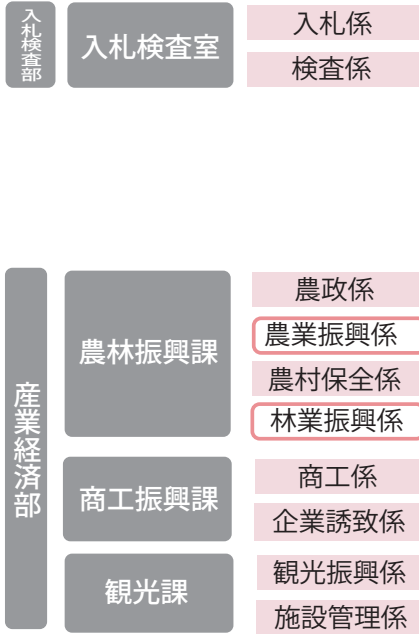 入札検査部
入札検査室
入札係
検査係
産業経済部
農林振興課
農政係
農業振興係
農村保全係
林業振興係
商工振興課
商工係
企業誘致係
観光課
観光振興係
施設管理係